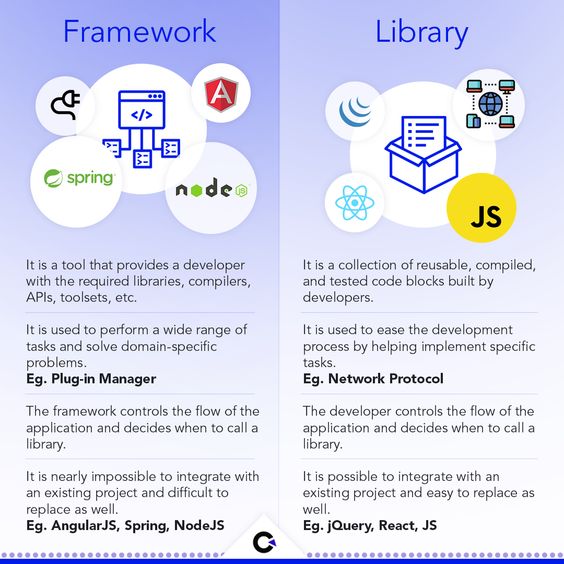 Framework
Library
spring
node
JS
JS
It is a tool that provides a developer
with the required libraries, compilers,
APIs, toolsets, etc.
It is used to perform a wide range of
tasks and solve domain-specific
problems.
Eg. Plug-in Manager
The framework controls the flow of the
application and decides when to call a
library.
It is nearly impossible to integrate with
an existing project and difficult to
replace as well.
Eg. AngularJS, Spring, NodeJS
It is a collection of reusable, compiled,
and tested code blocks built by
developers.
It is used to ease the development
process by helping implement specific
tasks.
Eg. Network Protocol
The developer controls the flow of the
application and decides when to call a
library.
It is possible to integrate with an
existing project and easy to replace as
well.
Eg. jQuery, React, JS